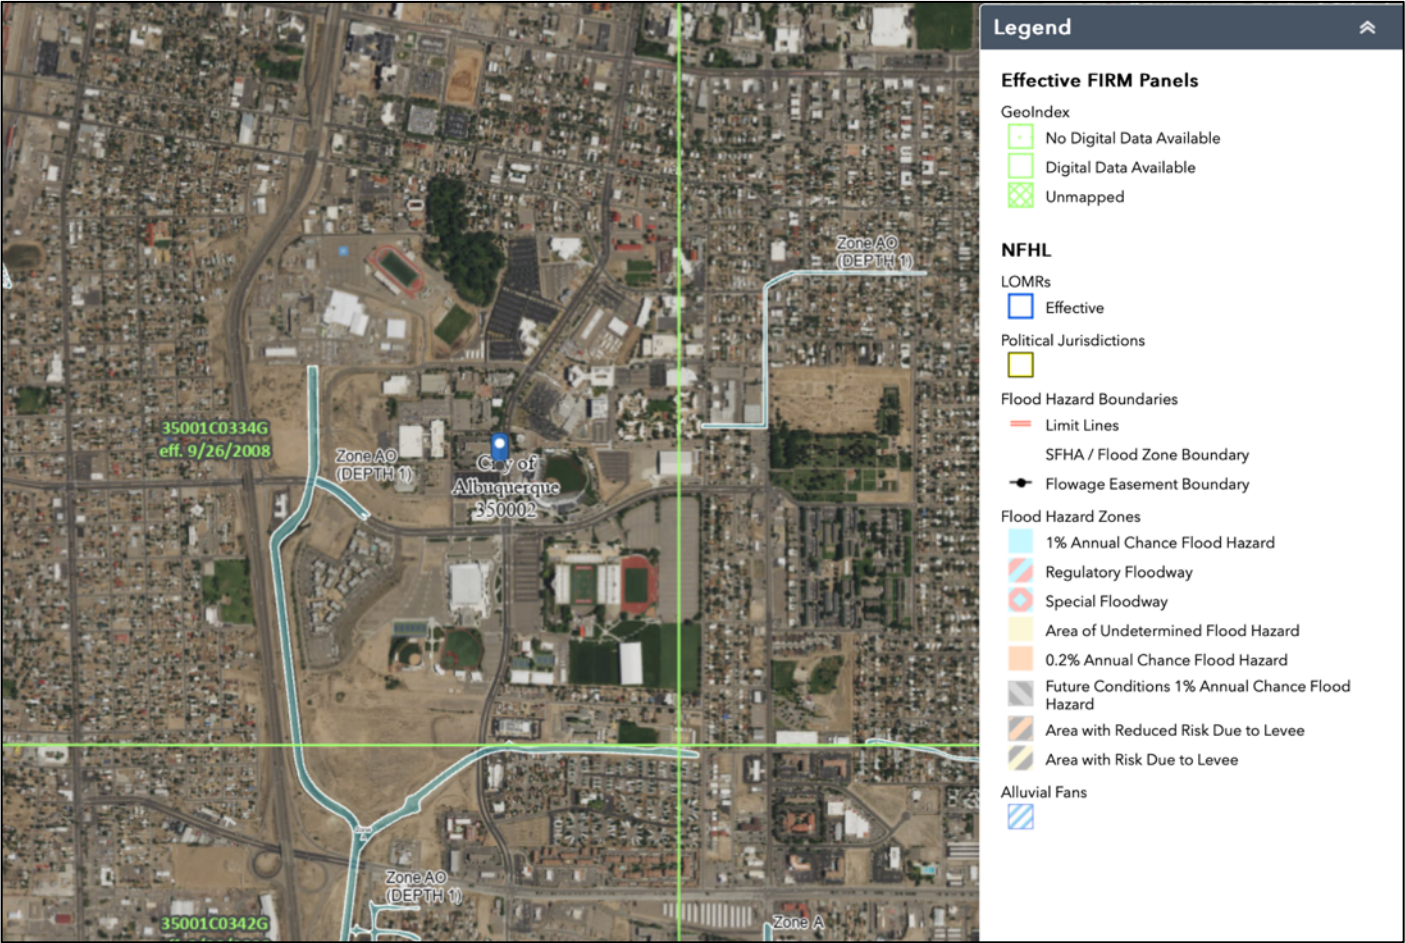 Zone AO
(DEPTH 1)
35001C0334G
eff. 9/26/2008
Zone AO
(DEPTH 1)
City of
Albuquerque
350002
Zone AO
(DEPTH 1)
35001C0342G
Zone A
Legend
Effective FIRM Panels
GeoIndex
No Digital Data Available
Digital Data Available
Unmapped
NFHL
LOMRs
Effective
Political Jurisdictions
Flood Hazard Boundaries
Limit Lines
SFHA / Flood Zone Boundary
Flowage Easement Boundary
Flood Hazard Zones
1% Annual Chance Flood Hazard
Regulatory Floodway
Special Floodway
Area of Undetermined Flood Hazard
0.2% Annual Chance Flood Hazard
Future Conditions 1% Annual Chance Flood
Hazard
Area with Reduced Risk Due to Levee
Area with Risk Due to Levee
Alluvial Fans